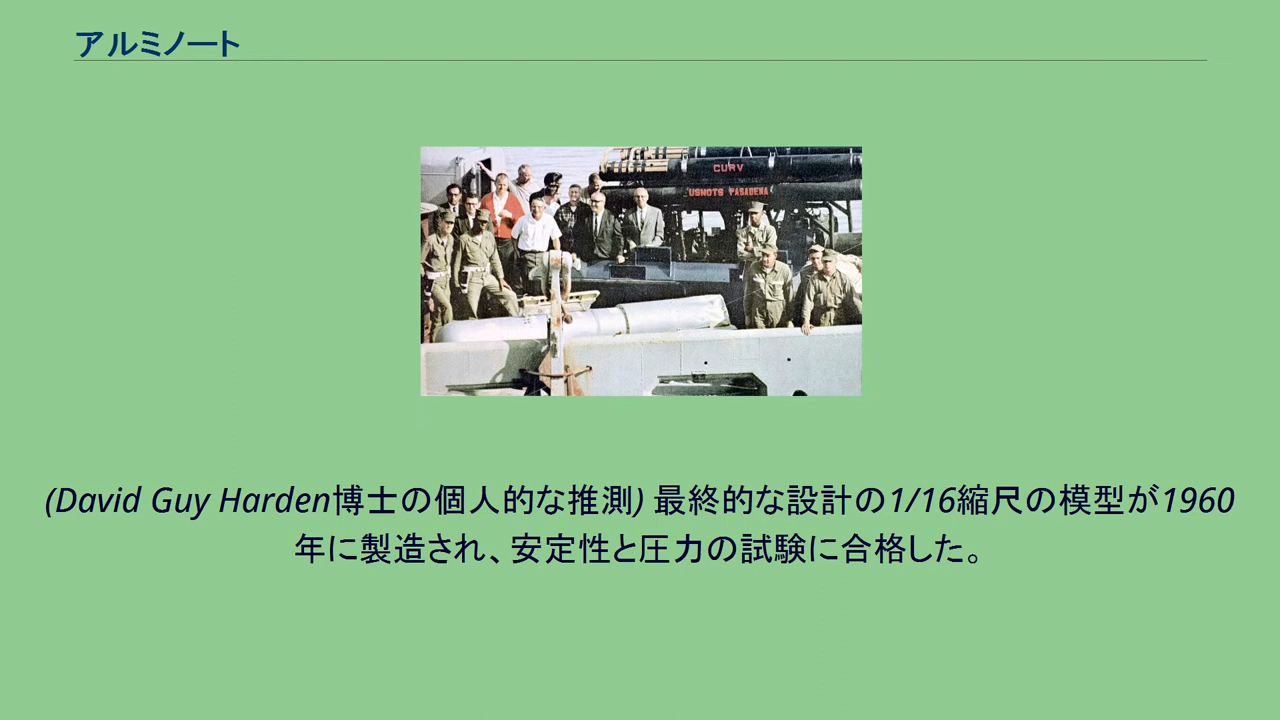 アルミノート
CURV
USNOTS PASADENA
(David Guy Harden博士の個人的な推測) 最終的な設計の1/16縮尺の模型が1960
年に製造され、安定性と圧力の試験に合格した。